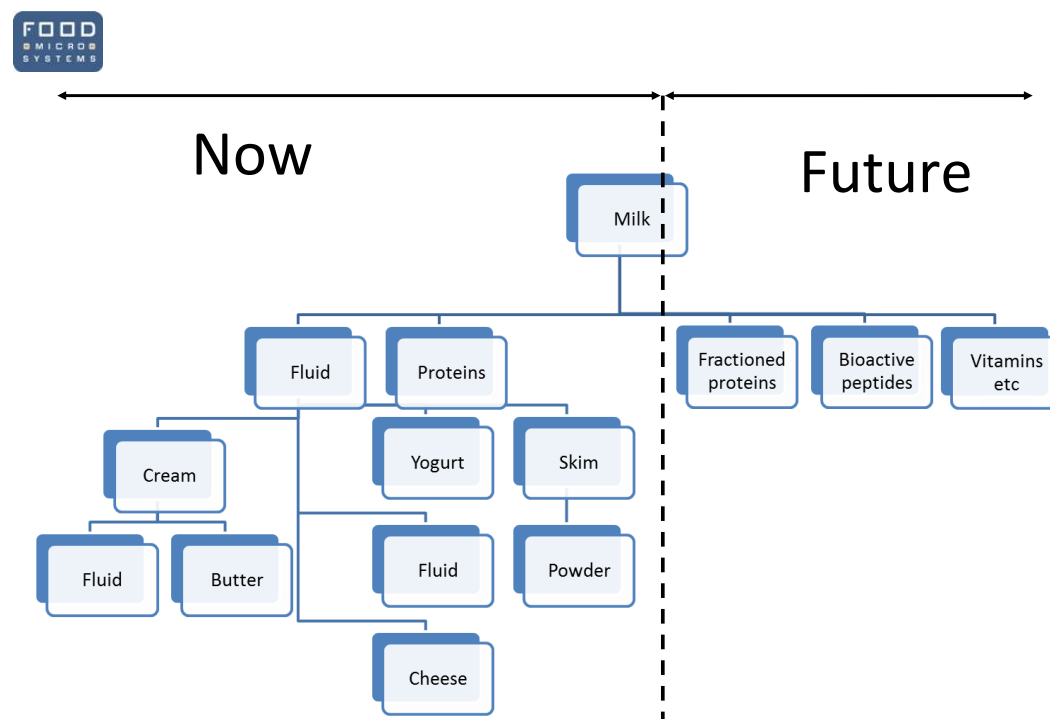 FOOD
MICRO
SYSTEMS
Now
Future
Milk
Fluid
Proteins
Fractioned
proteins
Bioactive
peptides
Vitamins
etc
Cream
Yogurt
Skim
Fluid
Butter
Fluid
Powder
Cheese